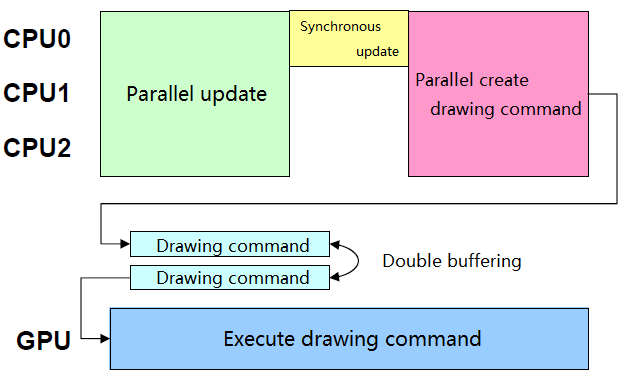 CPU0
CPU1
CPU2
Parallel update
Synchronous
update
Parallel create
drawing command
Drawing command
Drawing command
Double buffering
GPU
Execute drawing command